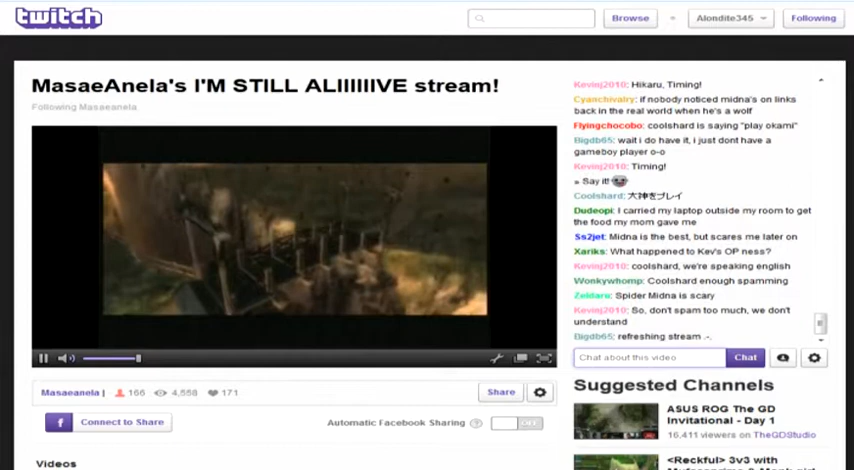 twitch
Browse
Alondite345
Following
MasaeAnela's I'M STILL ALIIIIIIVE stream!
Following Masaeanela
Kevinj2010: Hikaru, Timing!
Cyanchivalry: if nobody noticed midna's on links
back in the real world when he's a wolf
Flyingchocobo: coolshard is saying "play okami"
Bigdb65: wait i do have it, i just dont have a
gameboy player o-o
Kevinj2010: Timing!
» Say it!
Coolshard: 大神をプレイ
Dudeopi: I carried my laptop outside my room to get
the food my mom gave me
Ss2jet: Midna is the best, but scares me later on
Xariks: What happened to Kev's OP ness?
Kevinj2010: coolshard, we're speaking english
Wonkywhomp: Coolshard enough spamming
Zelitaro: Spider Midna is scary
Kevinj2010: So, don't spam too much, we don't
understand
Bigdb65: refreshing stream .-.
Chat about this video
Chat
Masaeanela |
166
4,558
171
Share
f
Connect to Share
Automatic Facebook Sharing
?
OFF
Suggested Channels
ASUS ROG The GD
Invitational - Day 1
16,411 viewers on TheGDStudio
<Reckful> 3v3 with
Videos